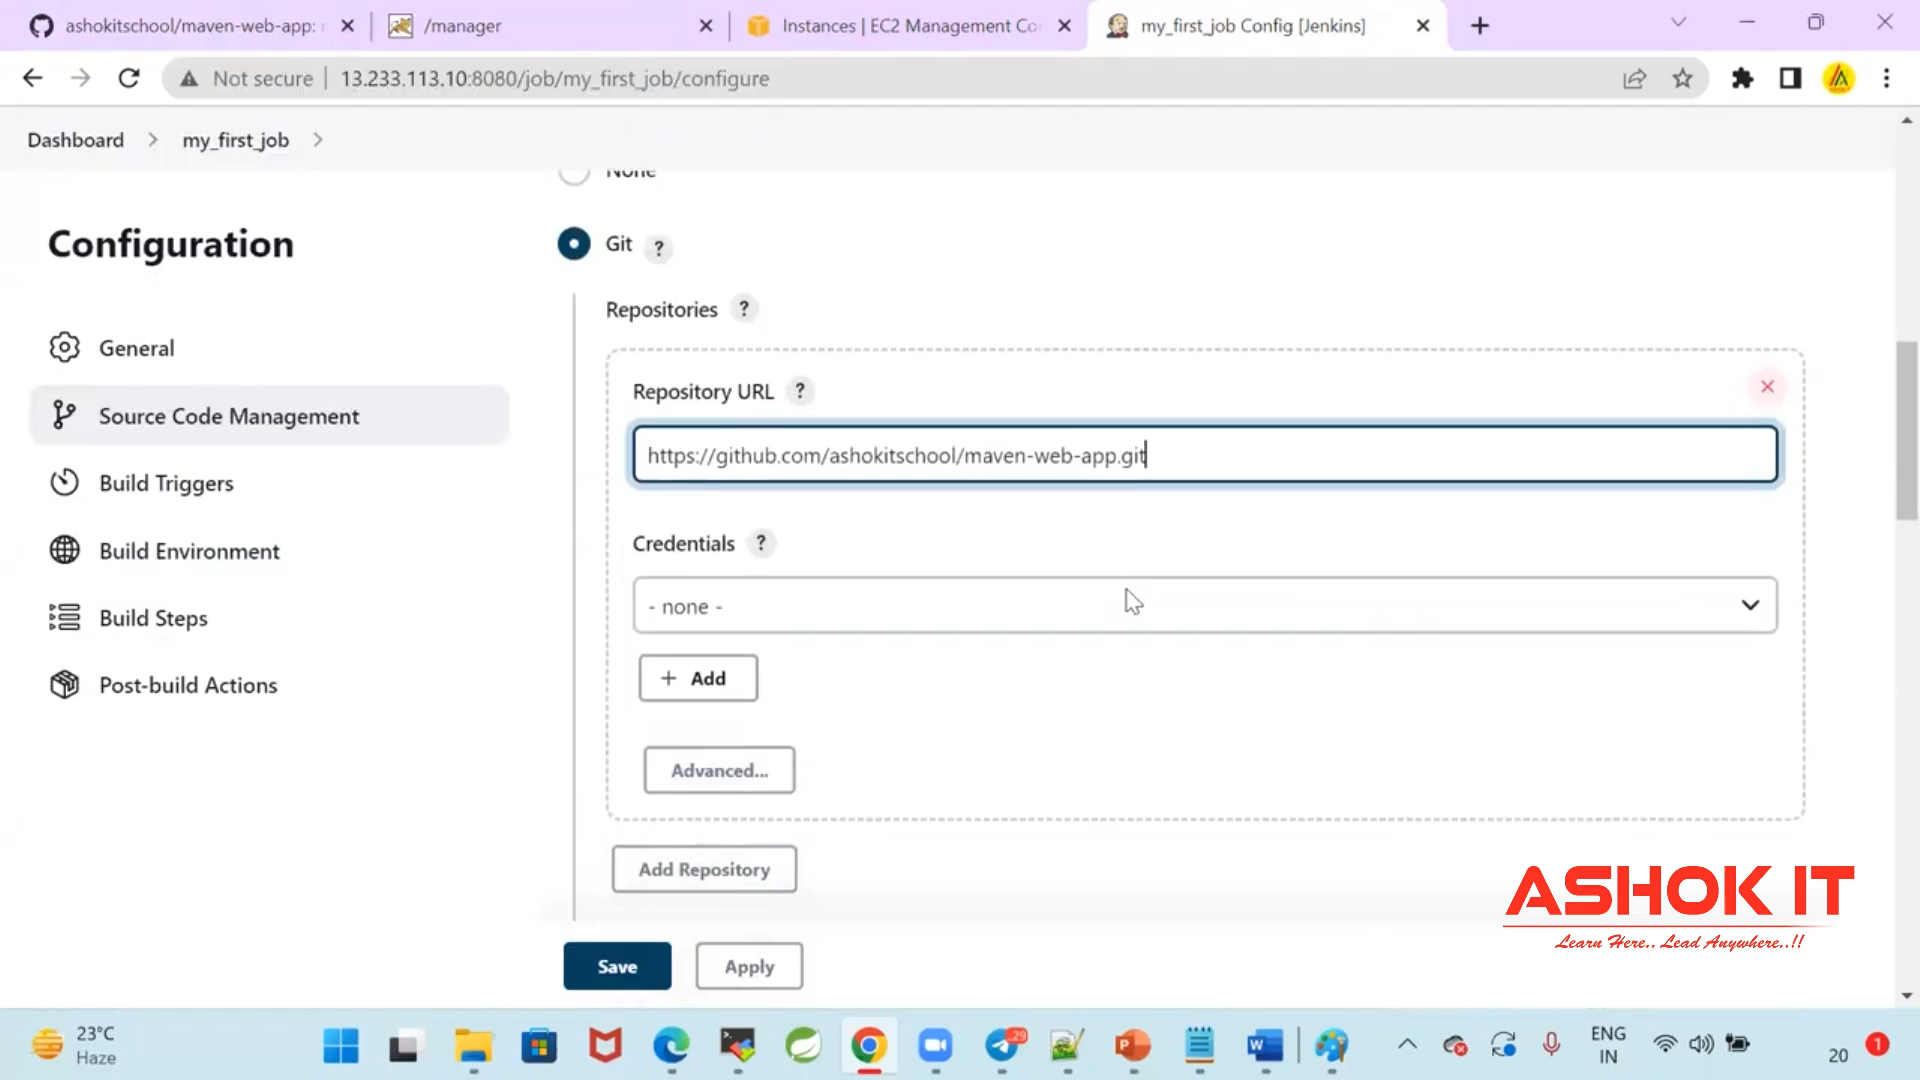 ashokitschool/maven-web-app:
/manager
Instances | EC2 Management Co
my_first_job Config [Jenkins]
Not secure
13.233.113.10:8080/job/my_first_job/configure
Dashboard
my_first_job
None
Configuration
Git ?
Repositories ?
General
Repository URL ?
Source Code Management
https://github.com/ashokitschool/maven-web-app.git
Build Triggers
Credentials ?
Build Environment
- none -
Build Steps
+ Add
Post-build Actions
Advanced...
Add Repository
ASHOK IT
Learn Here.. Lead Anywhere..!!
Save
Apply
23°C
Haze
29
ENG
IN
20
1